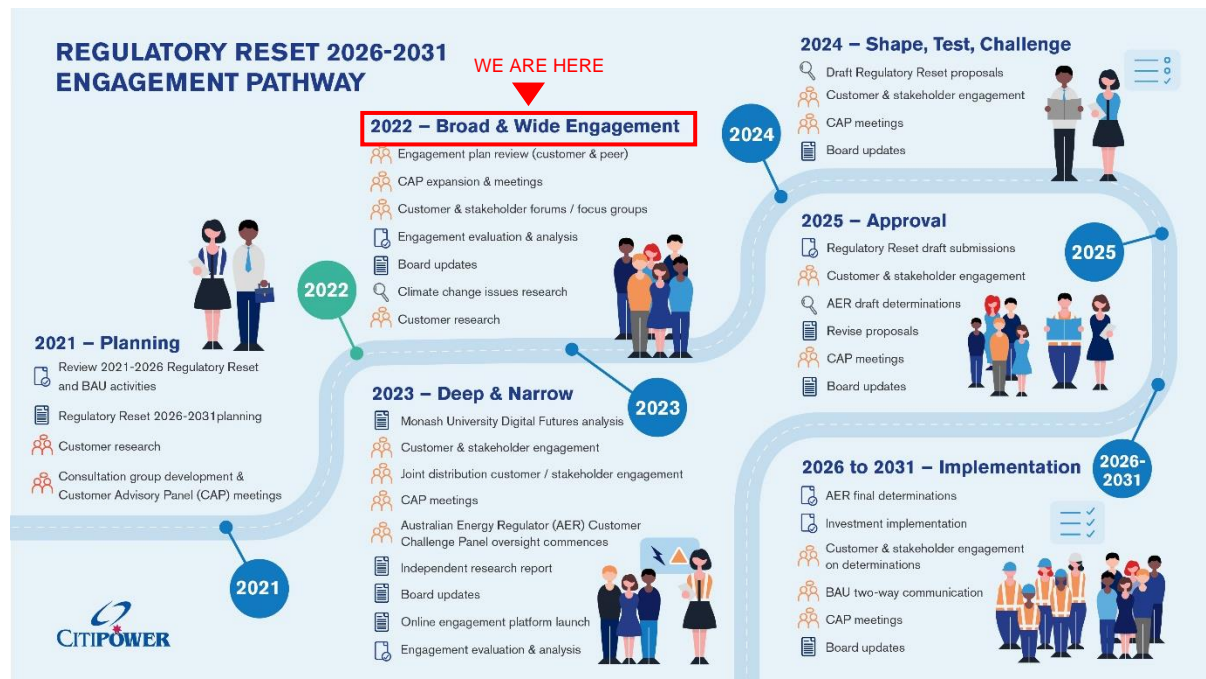 REGULATORY RESET 2026-2031
ENGAGEMENT PATHWAY
WE ARE HERE
2021 – Planning
Review 2021-2026 Regulatory Reset
and BAU activities
Regulatory Reset 2026-2031planning
Customer research
Consultation group development &
Customer Advisory Panel (CAP) meetings
2021
2022 – Broad & Wide Engagement
Engagement plan review (customer & peer)
CAP expansion & meetings
Customer & stakeholder forums / focus groups
Engagement evaluation & analysis
Board updates
Climate change issues research
Customer research
2022
2023 – Deep & Narrow
Monash University Digital Futures analysis
Customer & stakeholder engagement
Joint distribution customer / stakeholder engagement
CAP meetings
Australian Energy Regulator (AER) Customer
Challenge Panel oversight commences
Independent research report
Board updates
Online engagement platform launch
Engagement evaluation & analysis
2023
2024 – Shape, Test, Challenge
Draft Regulatory Reset proposals
Customer & stakeholder engagement
CAP meetings
Board updates
2024
2025 – Approval
Regulatory Reset draft submissions
Customer & stakeholder engagement
AER draft determinations
Revise proposals
CAP meetings
Board updates
2025
2026 to 2031 – Implementation
AER final determinations
Investment implementation
Customer & stakeholder engagement
on determinations
BAU two-way communication
CAP meetings
Board updates
2026-
2031
CITIPOWER